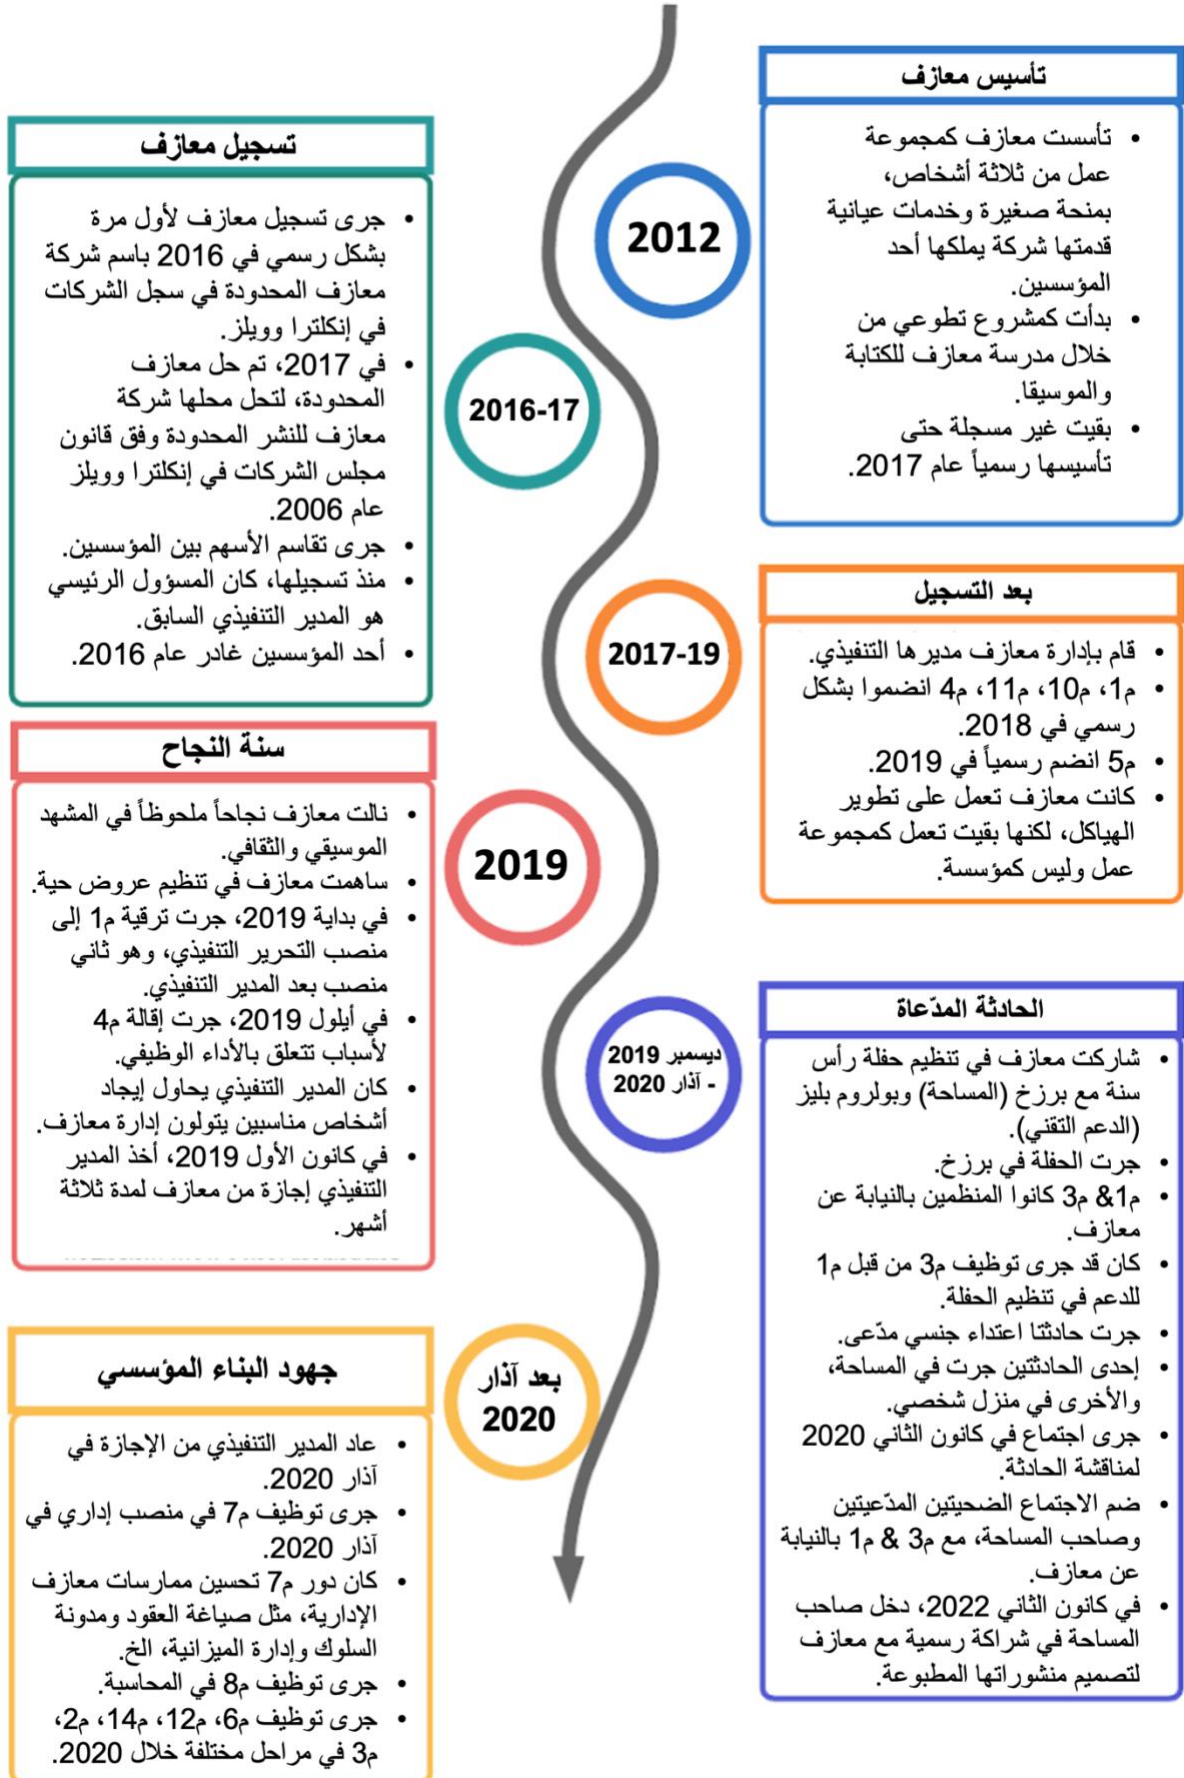 تأسيس معازف
2012
• تأسست معازف كمجموعة
عمل من ثلاثة أشخاص،
بمنحة صغيرة وخدمات عيانية
قدمتها شركة يملكها أحد
المؤسسين.
• بدأت كمشروع تطوعي من
خلال مدرسة معازف للكتابة
والموسيقا.
• بقيت غير مسجلة حتى
تأسيسها رسمياً عام 2017.
تسجيل معازف
2016-17
• جرى تسجيل معازف لأول مرة
بشكل رسمي في 2016 باسم شركة
معازف المحدودة في سجل الشركات
في إنكلترا وويلز.
• في 2017، تم حل معازف
المحدودة، لتحل محلها شركة
معازف للنشر المحدودة وفق قانون
مجلس الشركات في إنكلترا وويلز
عام 2006.
• جرى تقاسم الأسهم بين المؤسسين.
• منذ تسجيلها، كان المسؤول الرئيسي
هو المدير التنفيذي السابق.
• أحد المؤسسين غادر عام 2016.
بعد التسجيل
2017-19
• قام بإدارة معازف مديرها التنفيذي.
• م1، م10، م11، م4 انضموا بشكل
رسمي في 2018.
• م5 انضم رسمياً في 2019.
• كانت معازف تعمل على تطوير
الهياكل، لكنها بقيت تعمل كمجموعة
عمل وليس كمؤسسة.
سنة النجاح
2019
• نالت معازف نجاحاً ملحوظاً في المشهد
الموسيقي والثقافي.
• ساهمت معازف في تنظيم عروض حية.
• في بداية 2019، جرت ترقية م1 إلى
منصب التحرير التنفيذي، وهو ثاني
منصب بعد المدير التنفيذي.
• في أيلول 2019، جرت إقالة م4
لأسباب تتعلق بالأداء الوظيفي.
• كان المدير التنفيذي يحاول إيجاد
أشخاص مناسبين يتولون إدارة معازف.
• في كانون الأول 2019، أخذ المدير
التنفيذي إجازة من معازف لمدة ثلاثة
أشهر.
الحادثة المدّعاة
ديسمبر 2019
- آذار 2020
• شاركت معازف في تنظيم حفلة رأس
سنة مع برزخ (المساحة) وبولروم بليز
(الدعم التقني).
• جرت الحفلة في برزخ.
• م1& م3 كانوا المنظمين بالنيابة عن
معازف.
• كان قد جرى توظيف م3 من قبل م1
للدعم في تنظيم الحفلة.
• جرت حادثتا اعتداء جنسي مدّعى.
• إحدى الحادثتين جرت في المساحة،
والأخرى في منزل شخصي.
• جرى اجتماع في كانون الثاني 2020
لمناقشة الحادثة.
• ضم الاجتماع الضحيتين المدّعيتين
وصاحب المساحة، مع م3 & م1 بالنيابة
عن معازف.
• في كانون الثاني 2022، دخل صاحب
المساحة في شراكة رسمية مع معازف
لتصميم منشوراتها المطبوعة.
جهود البناء المؤسسي
بعد آذار
2020
• عاد المدير التنفيذي من الإجازة في
آذار 2020.
• جرى توظيف م7 في منصب إداري في
آذار 2020.
• كان دور م7 تحسين ممارسات معازف
الإدارية، مثل صياغة العقود ومدونة
السلوك وإدارة الميزانية، الخ.
• جرى توظيف م8 في المحاسبة.
• جرى توظيف م6، م12، م14، م2،
م3 في مراحل مختلفة خلال 2020.